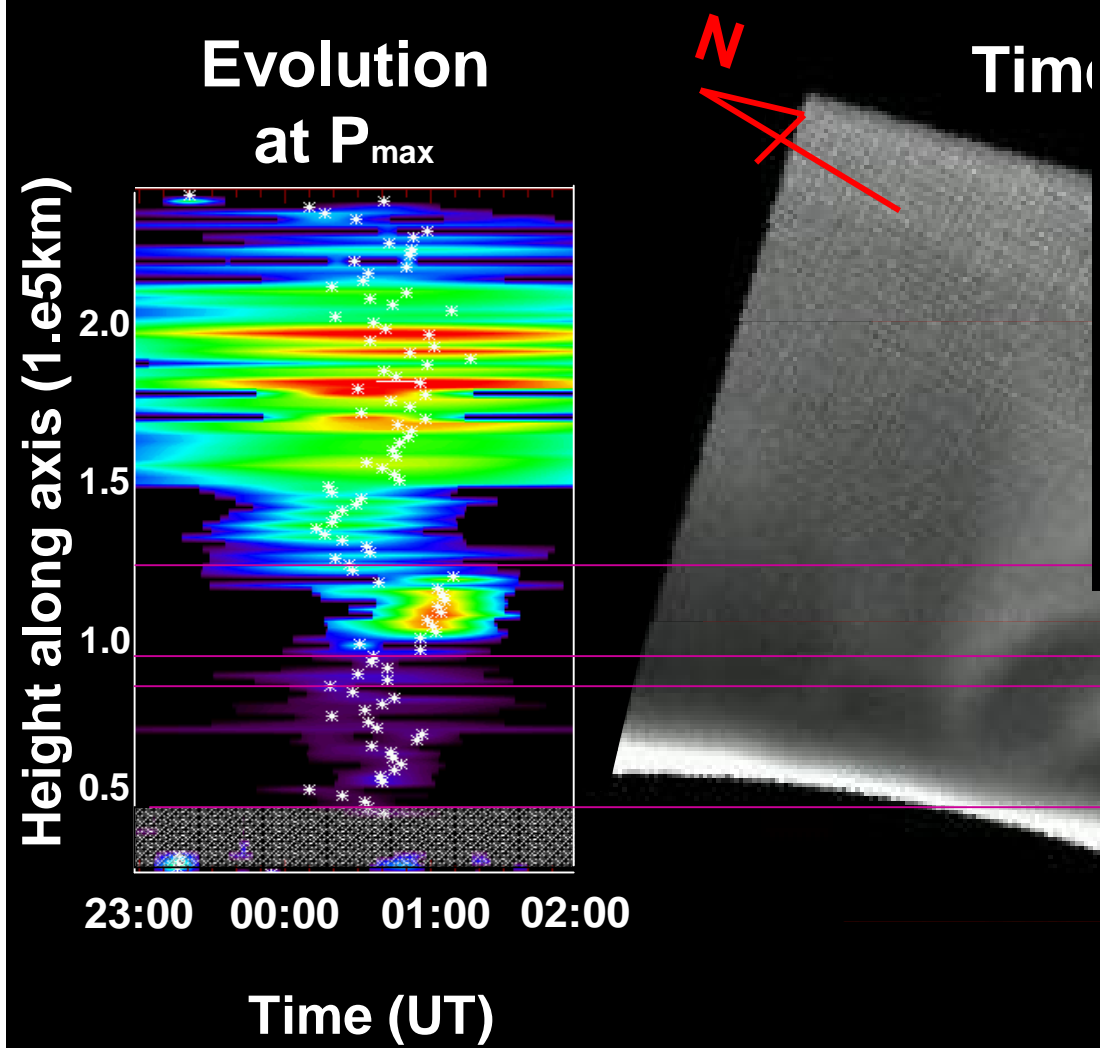 Evolution
at Pmax
N
Height along axis (1.e5km)
2.0
1.5
1.0
0.5
23:00 00:00 01:00 02:00
Time (UT)